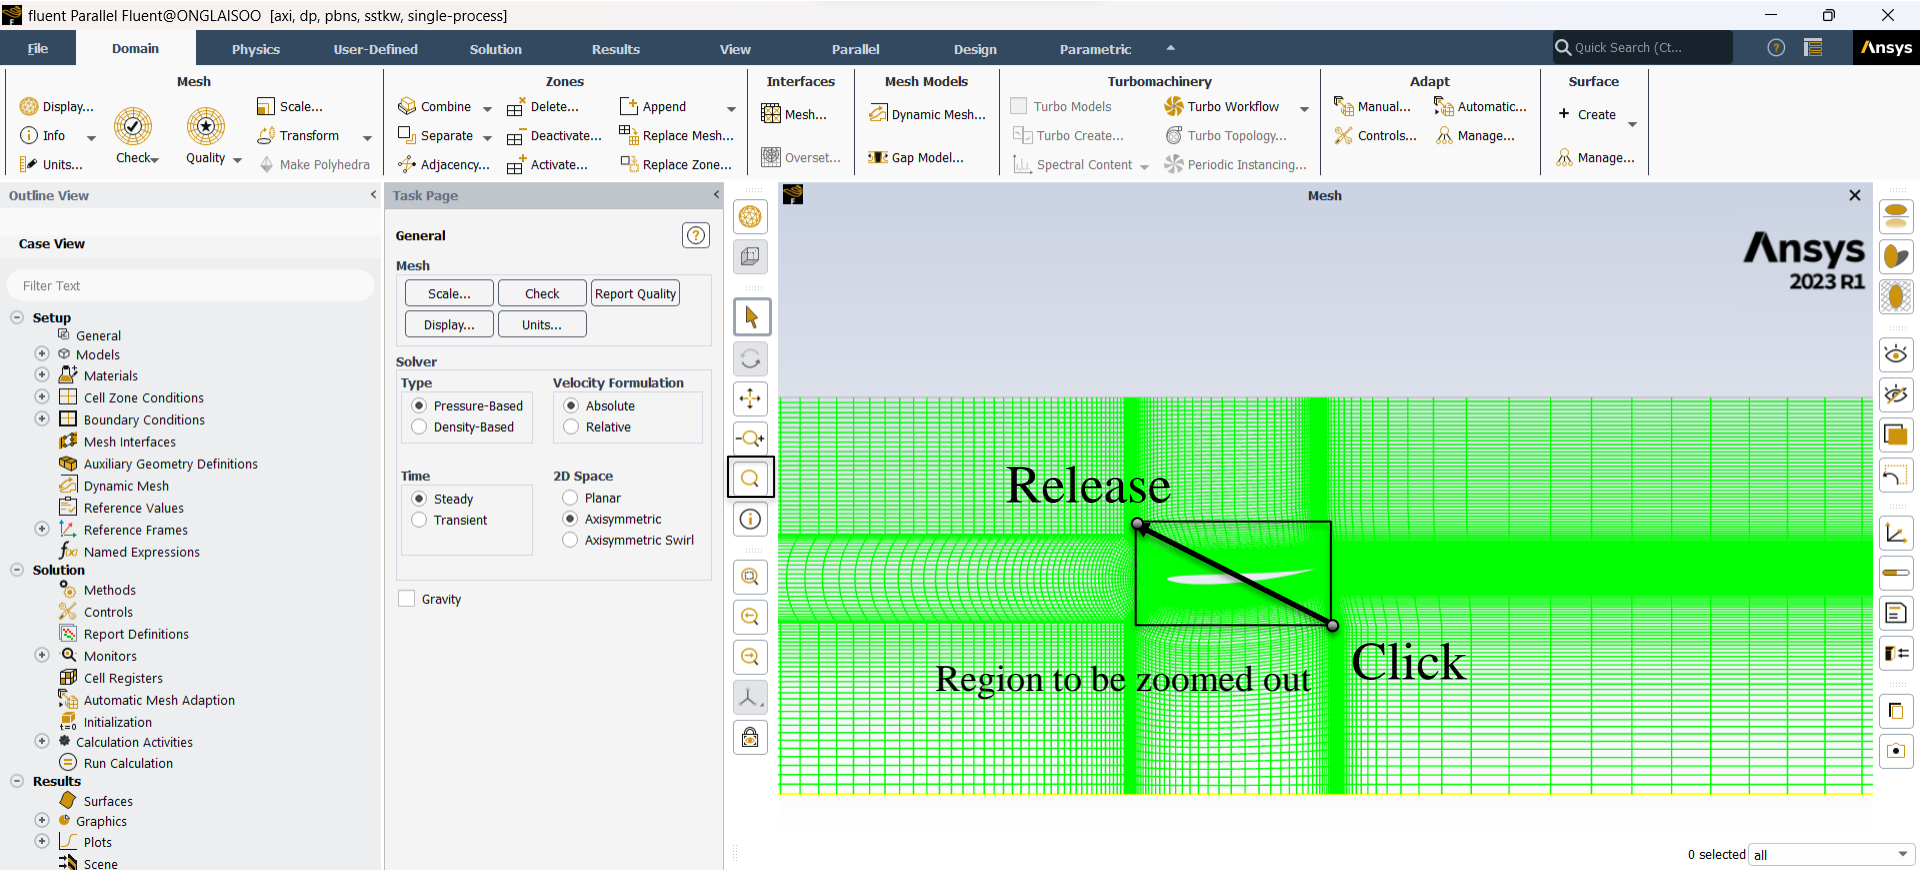 fluent Parallel Fluent@ONGLAISOO [axi, dp, pbns, sstkw, single-process]
File Domain Physics User-Defined Solution Results View Parallel Design Parametric Quick Search (Ct... Ansys
Mesh
Display...
Info
Units...
Check
Quality
Scale...
Transform
Make Polyhedra
Zones
Combine
Separate
Adjacency...
Delete...
Deactivate...
Activate...
Append
Replace Mesh...
Replace Zone...
Interfaces
Mesh...
Overset...
Mesh Models
Dynamic Mesh...
Gap Model...
Turbomachinery
Turbo Models
Turbo Create...
Spectral Content
Turbo Workflow
Turbo Topology...
Periodic Instancing...
Adapt
Manual...
Controls...
Automatic...
Manage...
Surface
Create
Manage...
Outline View
Case View
Filter Text
Setup
General
Models
Materials
Cell Zone Conditions
Boundary Conditions
Mesh Interfaces
Auxiliary Geometry Definitions
Dynamic Mesh
Reference Values
Reference Frames
Named Expressions
Solution
Methods
Controls
Report Definitions
Monitors
Cell Registers
Automatic Mesh Adaption
Initialization
Calculation Activities
Run Calculation
Results
Surfaces
Graphics
Plots
Scene
Task Page
General
Mesh
Scale... Check Report Quality
Display... Units...
Solver
Type
Pressure-Based
Density-Based
Velocity Formulation
Absolute
Relative
Time
Steady
Transient
2D Space
Planar
Axisymmetric
Axisymmetric Swirl
Gravity
Mesh
Ansys
2023 R1
Release
Click
Region to be zoomed out
0 selected all